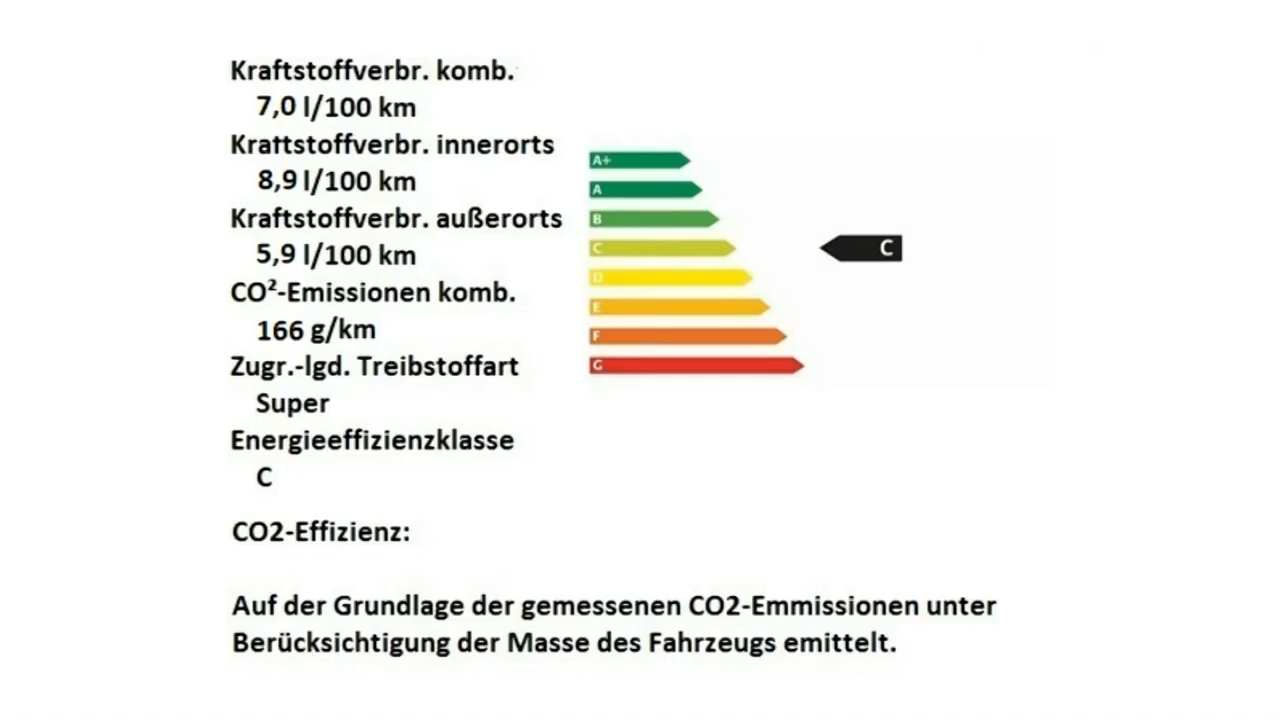 Kraftstoffverbr. komb.
7,0 l/100 km
Krattstoffverbr. innerorts
8,9 l/100 km
Kraftstoffverbr. außerorts
5,9 l/100 km
CO²-Emissionen komb.
166 g/km
Zugr.-lgd. Treibstoffart
Super
Energieeffizienzklasse
C
A+
A
B
C
D
E
F
G
C
CO2-Effizienz:
Auf der Grundlage der gemessenen CO2-Emmissionen unter
Berücksichtigung der Masse des Fahrzeugs emittelt.